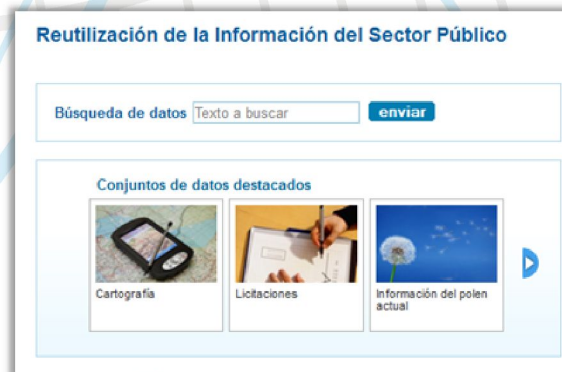 Reutilización de la Información del Sector Público
Búsqueda de datos Texto a buscar enviar
Conjuntos de datos destacados
Cartografía
Licitaciones
Información del polen
actual